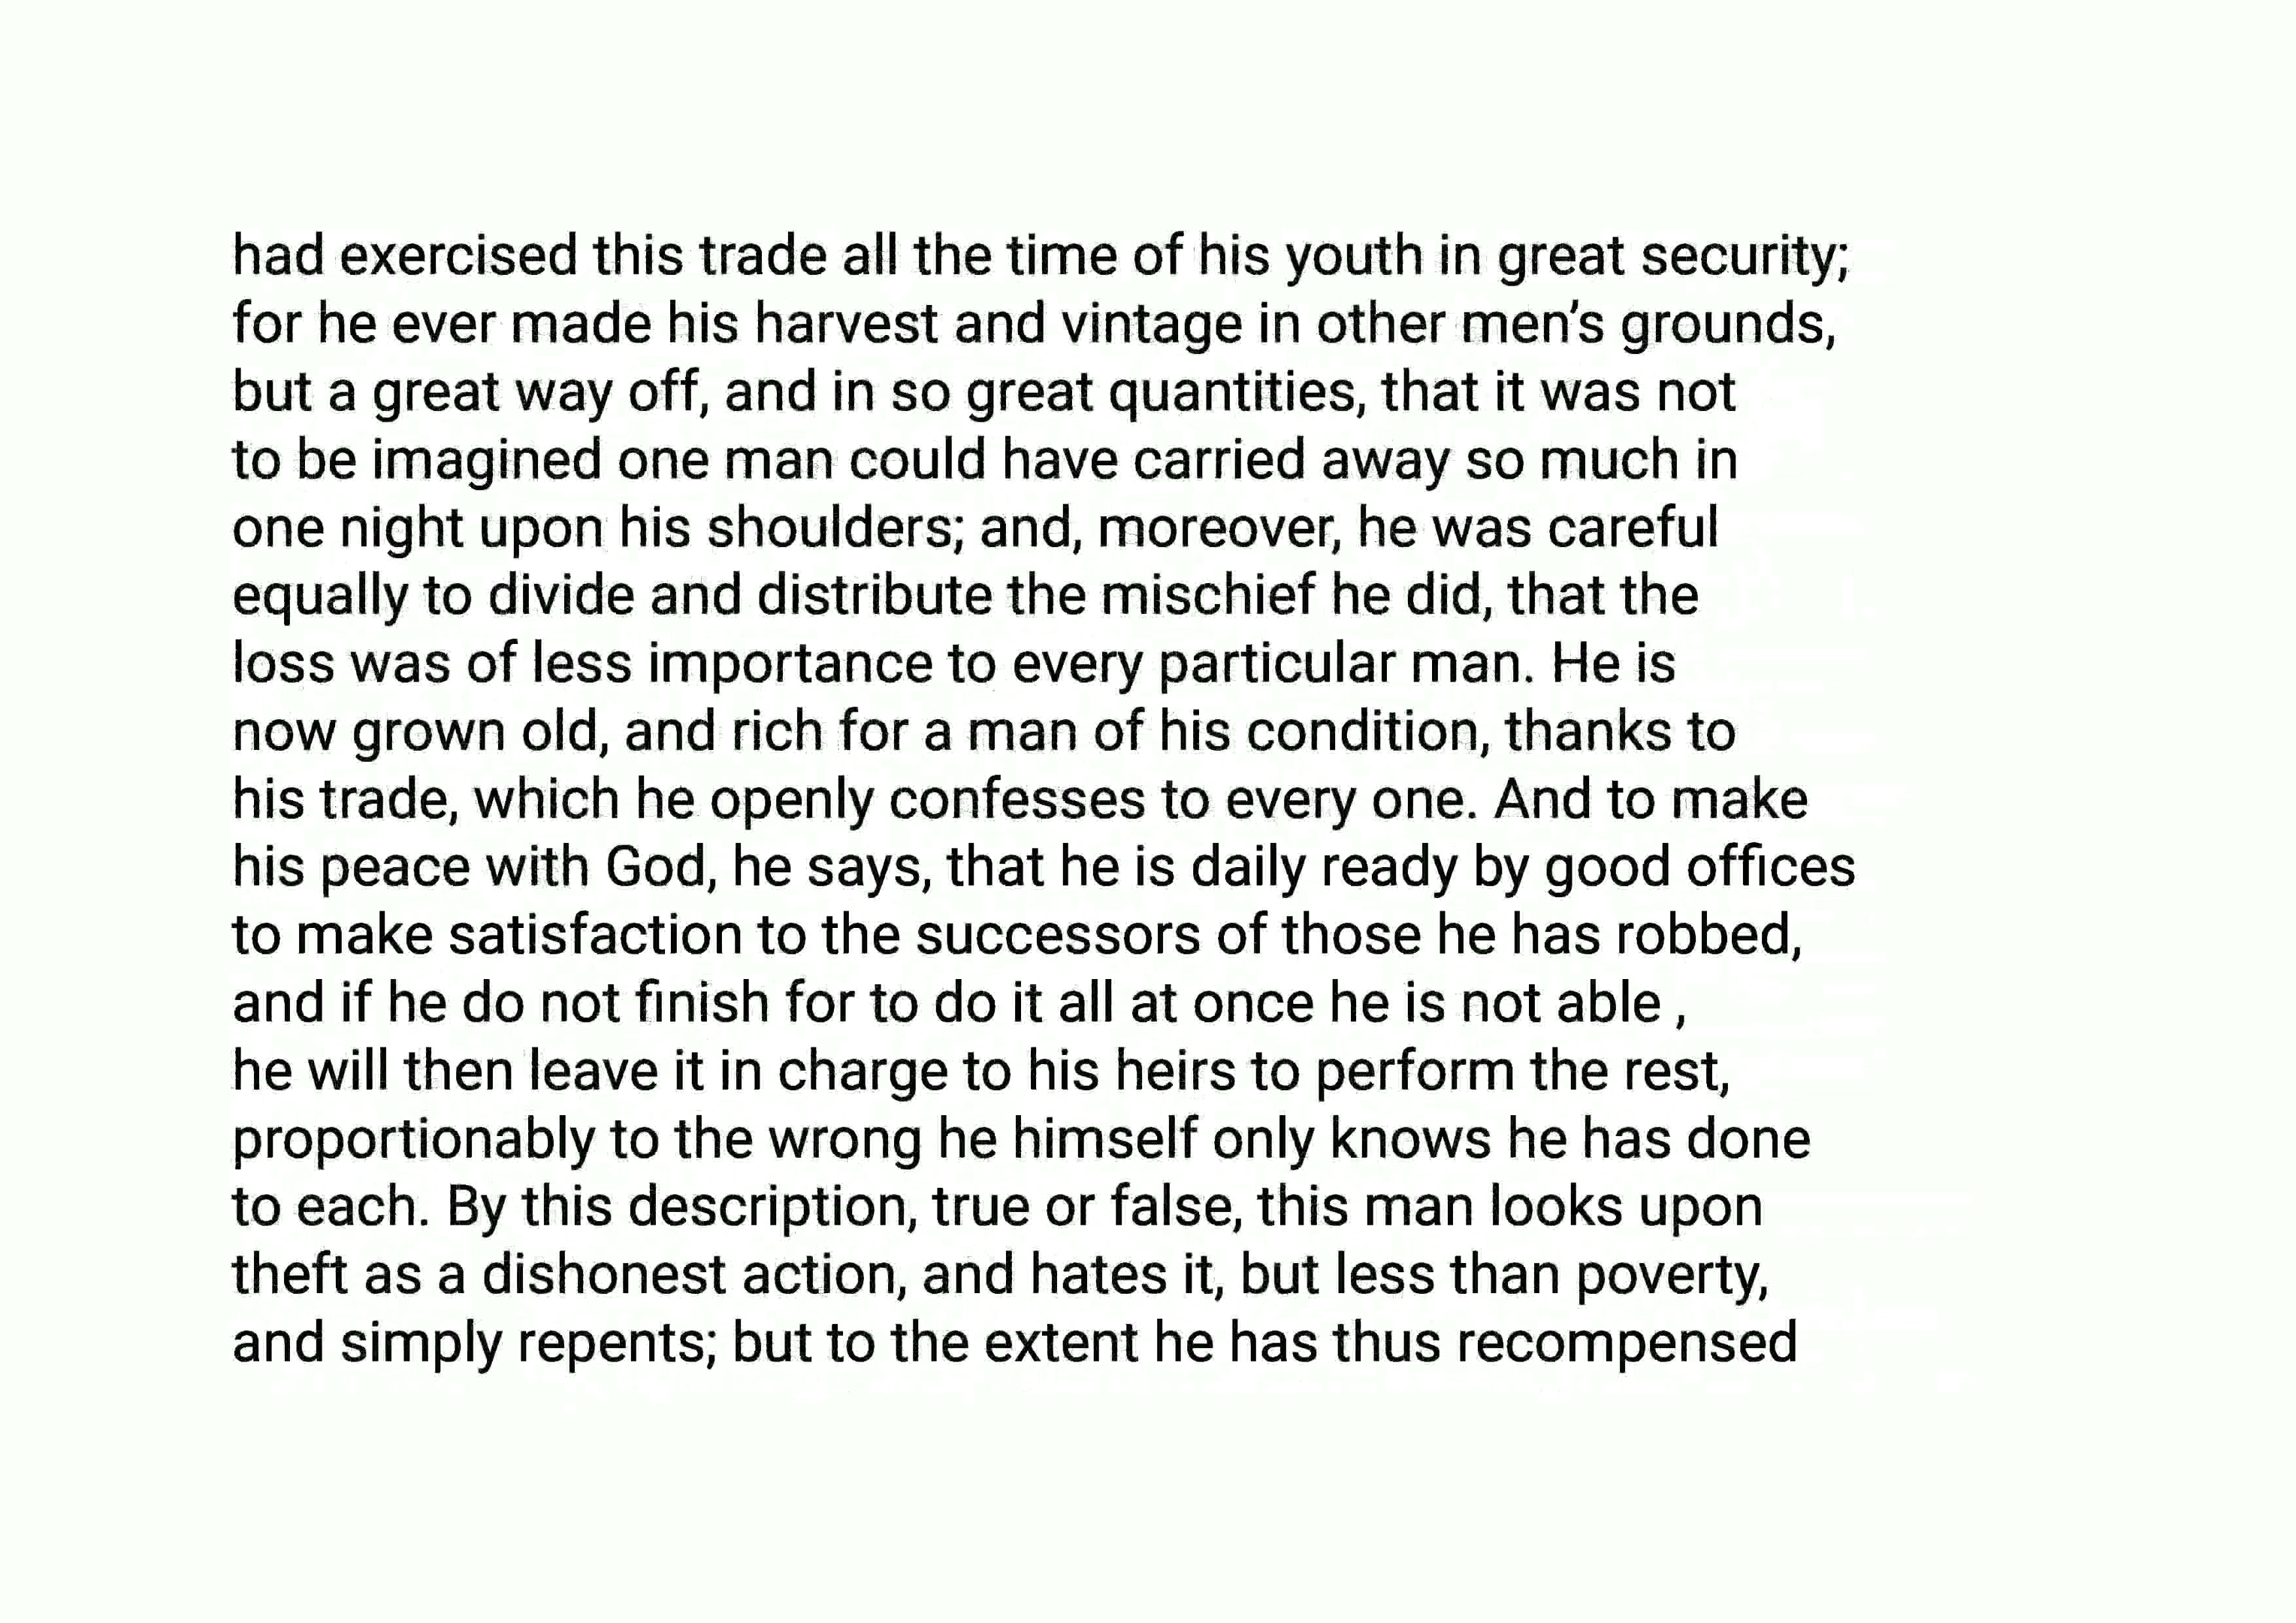 had exercised this trade all the time of his youth in great security;
for he ever made his harvest and vintage in other men’s grounds,
but a great way off, and in so great quantities, that it was not
to be imagined one man could have carried away so much in
one night upon his shoulders; and, moreover, he was careful
equally to divide and distribute the mischief he did, that the
loss was of less importance to every particular man. He is
now grown old, and rich for a man of his condition, thanks to
his trade, which he openly confesses to every one. And to make
his peace with God, he says, that he is daily ready by good offices
to make satisfaction to the successors of those he has robbed,
and if he do not finish for to do it all at once he is not able ,
he will then leave it in charge to his heirs to perform the rest,
proportionably to the wrong he himself only knows he has done
to each. By this description, true or false, this man looks upon
theft as a dishonest action, and hates it, but less than poverty,
and simply repents; but to the extent he has thus recompensed